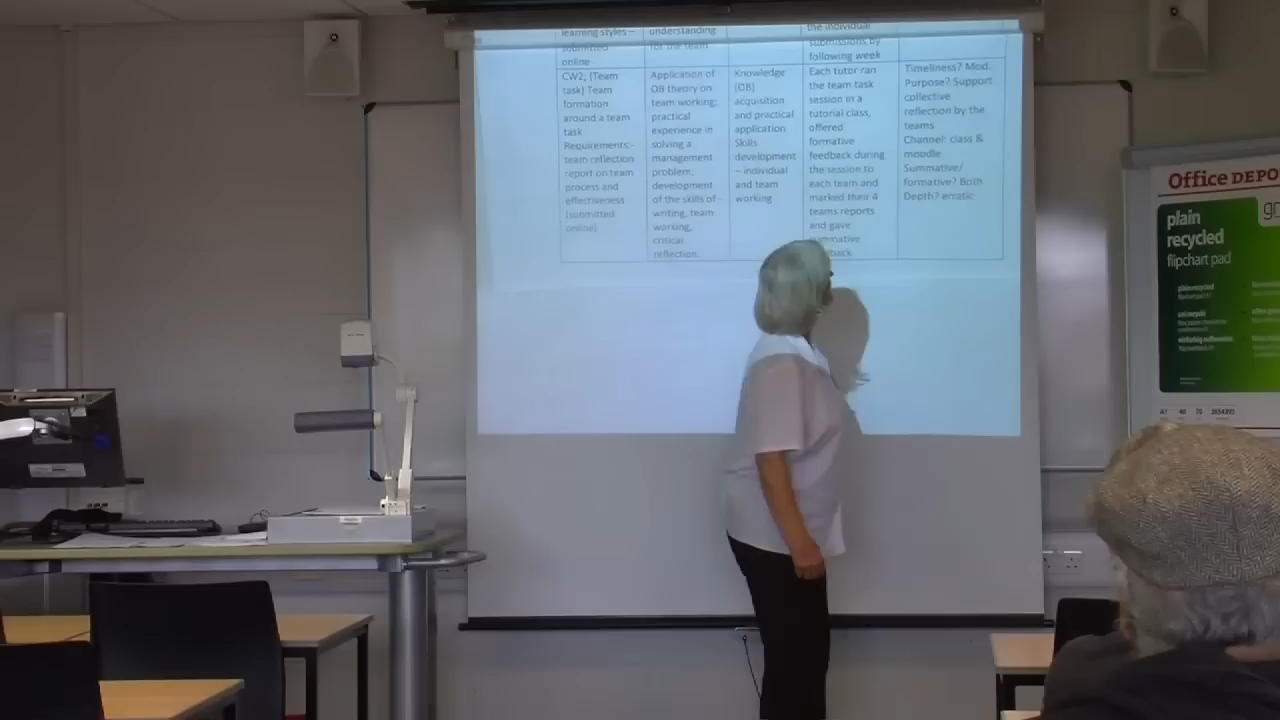 learning styles –
submitted
online
understanding
for the team
the individual
submissions by
following week
CW2; (Team
task) Team
formation
around a team
task
Requirements:-
team reflection
report on team
process and
effectiveness
(submitted
online)
Application of
OB theory on
team working;
practical
experience in
solving a
management
problem;
development
of the skills of -
writing, team
working,
critical
reflection.
Knowledge
(OB)
acquisition
and practical
application
Skills
development
– individual
and team
working
Each tutor ran
the team task
session in a
tutorial class,
offered
formative
feedback during
the session to
each team and
marked their 4
teams reports
and gave
Timeliness? Mod.
Purpose? Support
collective
reflection by the
teams
Channel: class &
moodle
Summative/
formative? Both
Depth? erratic
Office DEPO
plain
recycled
flipchart pad
gr
plain recycled
A1 40 70